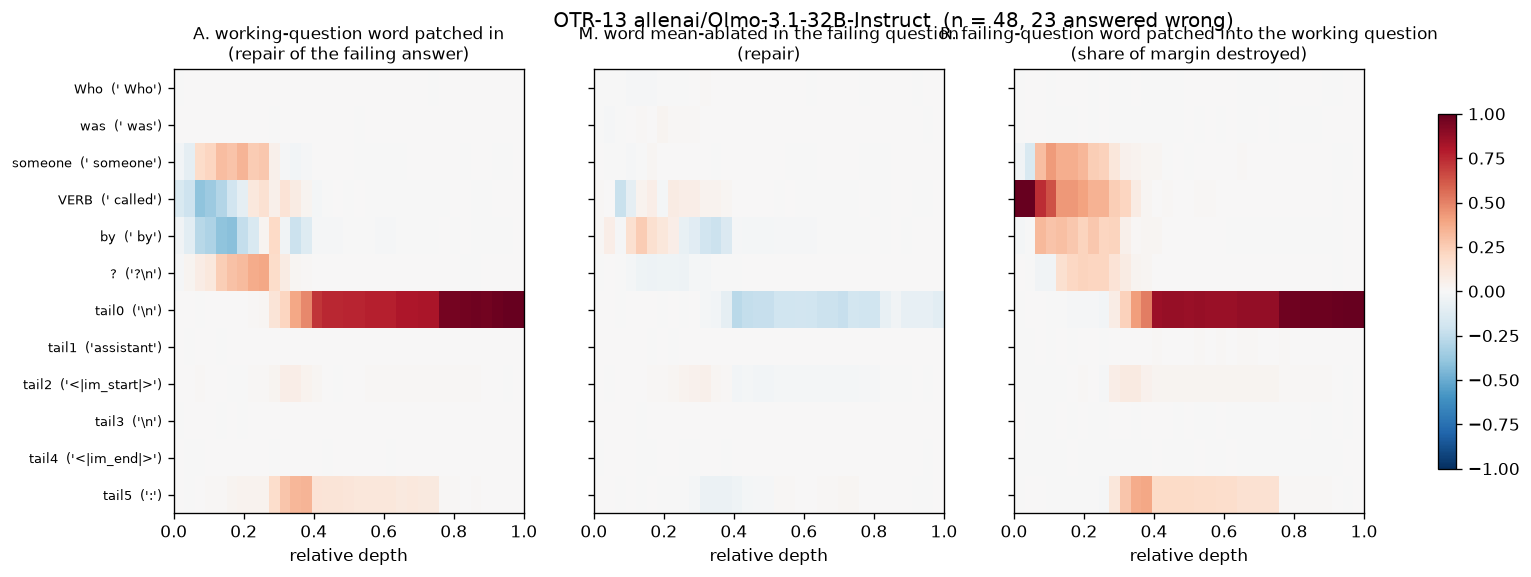 OTR-13 allenai/Olmo-3.1-32B-Instruct (n = 48, 23 answered wrong)
A. working-question word patched in
(repair of the failing answer)
M. word mean-ablated in the failing question
(repair)
failing-question word patched into the working question
(share of margin destroyed)
Who (' Who')
was (' was')
someone (' someone')
VERB (' called')
by (' by')
? ('?\n')
tail0 ('\n')
tail1 ('assistant')
tail2 ('<|im_start|>')
tail3 ('\n')
tail4 ('<|im_end|>')
tail5 (':')
0.0 0.2 0.4 0.6 0.8 1.0
relative depth
0.0 0.2 0.4 0.6 0.8 1.0
relative depth
0.0 0.2 0.4 0.6 0.8 1.0
relative depth
1.00
0.75
0.50
0.25
0.00
−0.25
−0.50
−0.75
−1.00